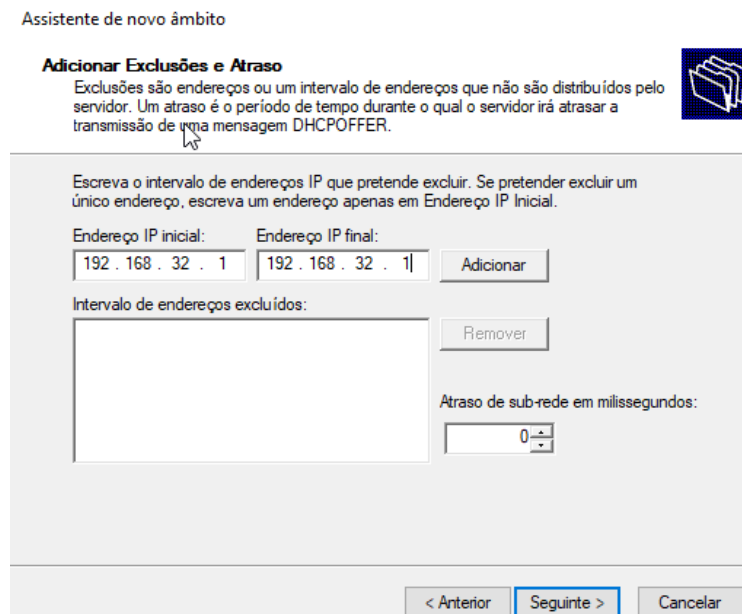 Assistente de novo âmbito
Adicionar Exclusões e Atraso
Exclusões são endereços ou um intervalo de endereços que não são distribuídos pelo
servidor. Um atraso é o período de tempo durante o qual o servidor irá atrasar a
transmissão de uma mensagem DHCPOFFER.
Escreva o intervalo de endereços IP que pretende excluir. Se pretender excluir um
único endereço, escreva um endereço apenas em Endereço IP Inicial.
Endereço IP inicial: Endereço IP final:
192 . 168 . 32 . 1 192 . 168 . 32 . 1 Adicionar
Intervalo de endereços excluídos:
Remover
Atraso de sub-rede em milissegundos:
0
< Anterior Seguinte > Cancelar